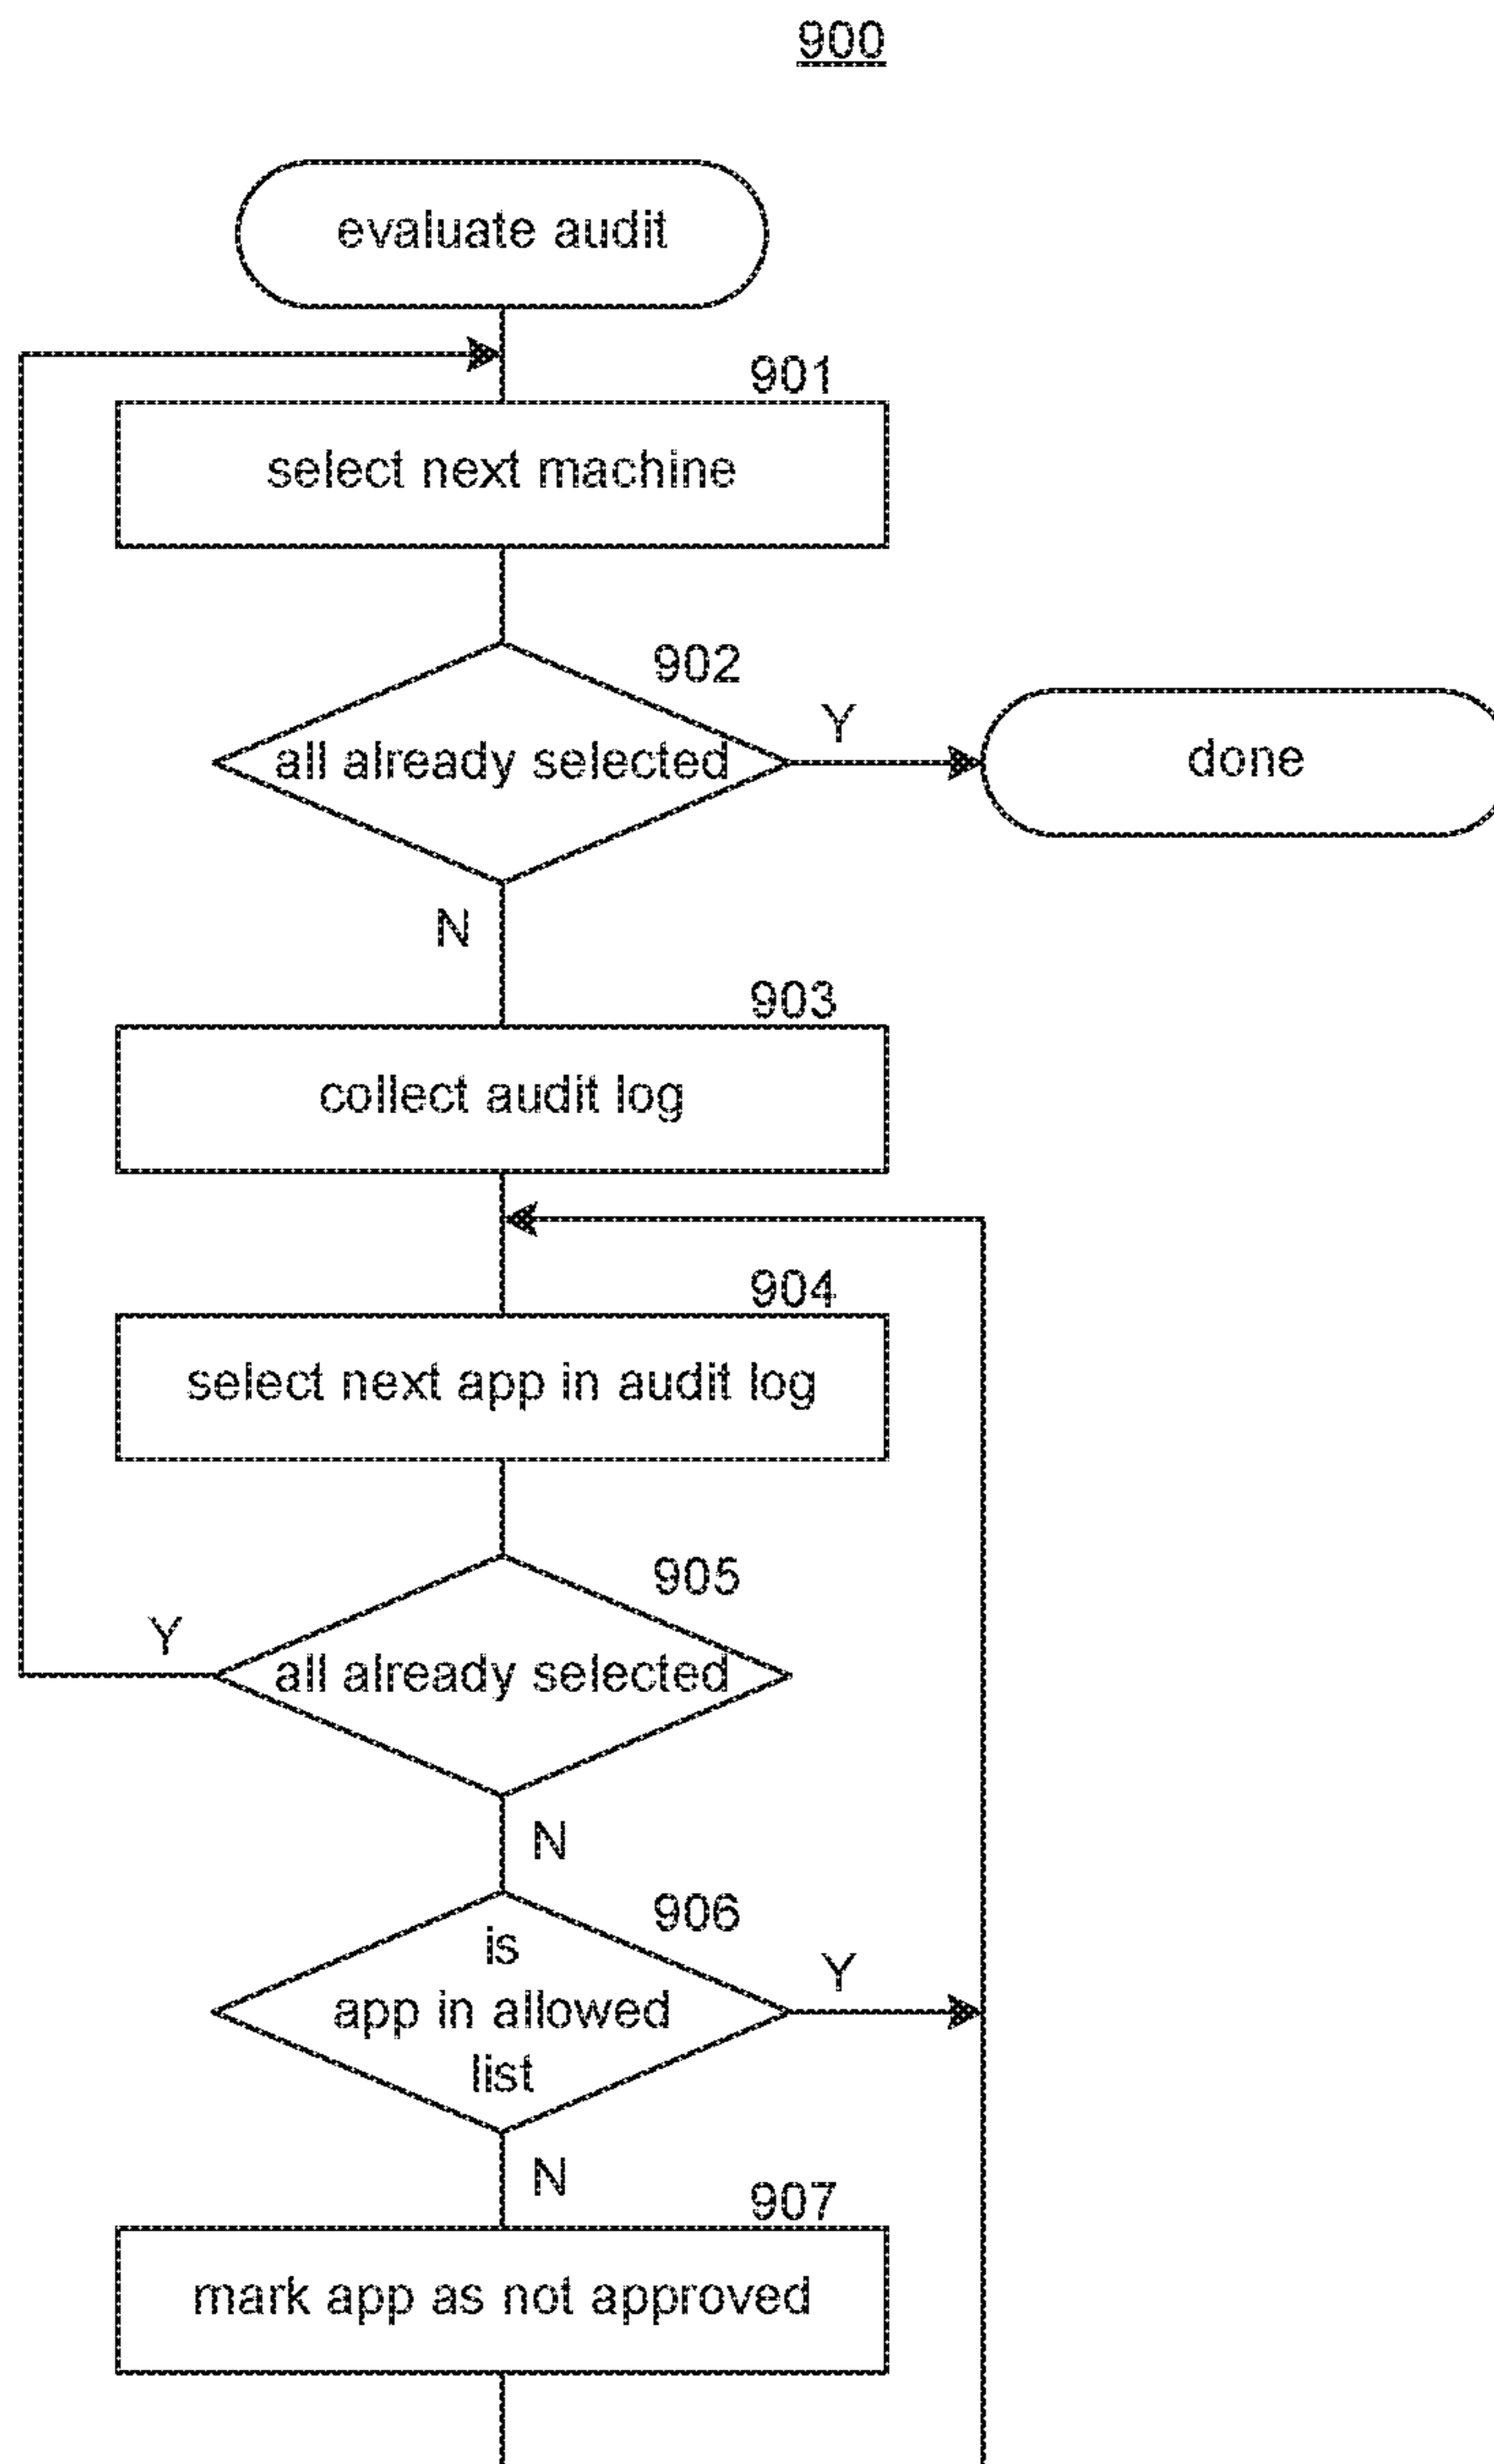 900
evaluate audit
901
select next machine
902
all already selected
Y
done
N
903
collect audit log
904
select next app in audit log
905
Y
all already selected
N
906
is
app in allowed
list
Y
N
907
mark app as not approved